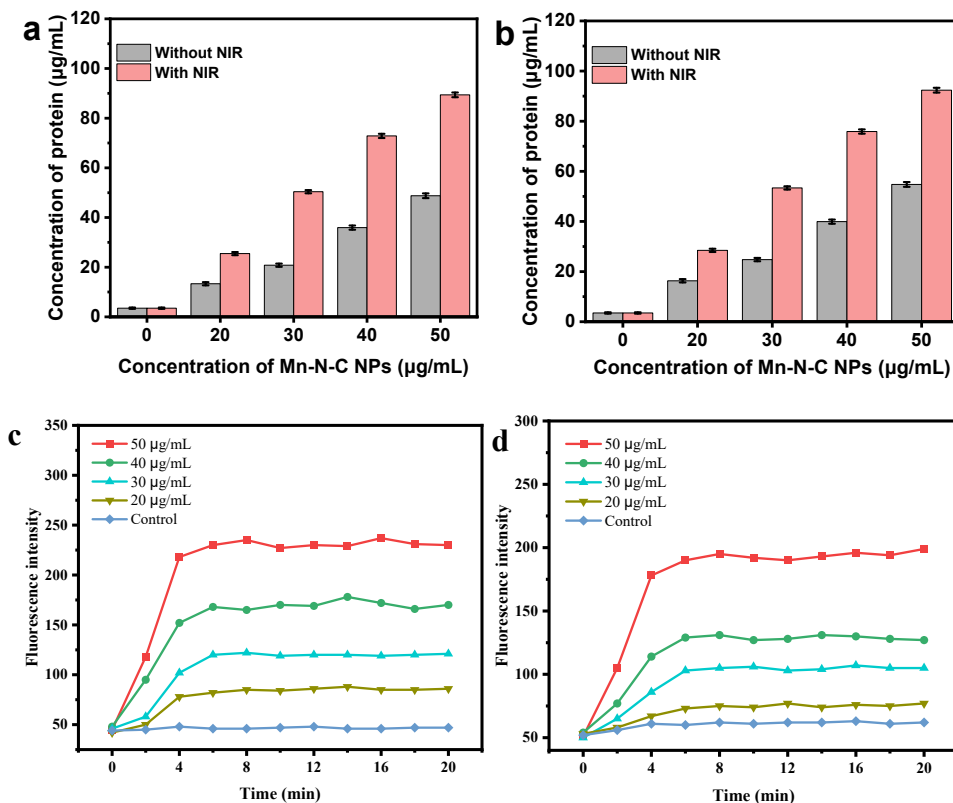 a
Concentration of protein (µg/mL)
120
100
80
60
40
20
0
Without NIR
With NIR
0 20 30 40 50
Concentration of Mn-N-C NPs (µg/mL)
b
Concentration of protein (µg/mL)
120
100
80
60
40
20
0
Without NIR
With NIR
0 20 30 40 50
Concentration of Mn-N-C NPs (µg/mL)
c
Fluorescence intensity
350
300
250
200
150
100
50
50 µg/mL
40 µg/mL
30 µg/mL
20 µg/mL
Control
0 4 8 12 16 20
Time (min)
d
Fluorescence intensity
300
250
200
150
100
50
50 µg/mL
40 µg/mL
30 µg/mL
20 µg/mL
Control
0 4 8 12 16 20
Time (min)